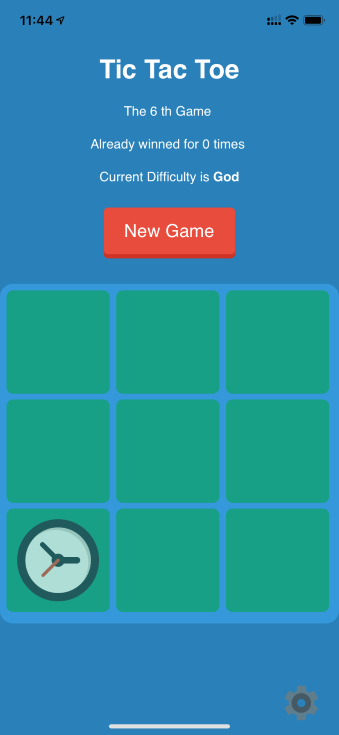 11:44
Tic Tac Toe
The 6 th Game
Already winned for 0 times
Current Difficulty is God
New Game